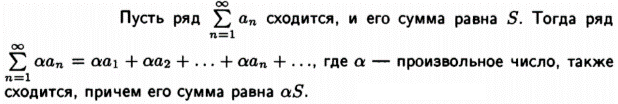 Пусть ряд $\sum_{n=1}^{\infty} a_n$ сходится, и его сумма равна $S$. Тогда ряд
$\sum_{n=1}^{\infty} \alpha a_n = \alpha a_1 + \alpha a_2 + \ldots + \alpha a_n + \ldots$, где $\alpha$ — произвольное число, также
сходится, причем его сумма равна $\alpha S$.